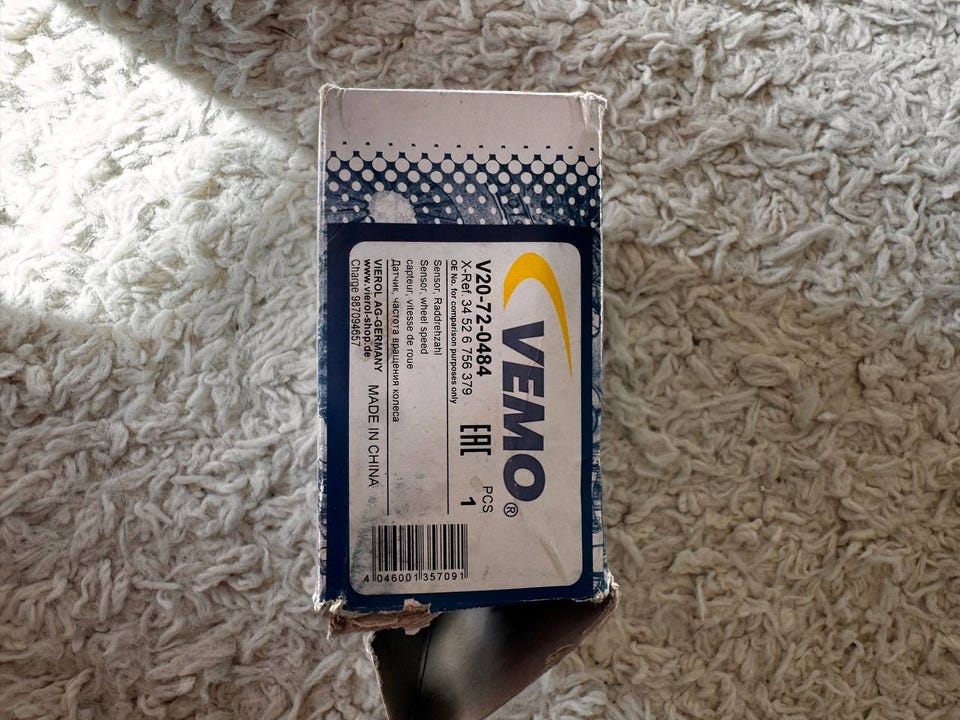 VEMO®
V20-72-0484
X-Ref. 34 52 6 756 379
OE No. for comparison purposes only
EAC
PCS
1
Sensor, Raddrehzahl
Sensor, wheel speed
capteur, vitesse de roue
Датчик, частота вращения колеса
VIEROL AG-GERMANY
www.vierol-shop.de
Charge 987094657
MADE IN CHINA
4 046001 357091